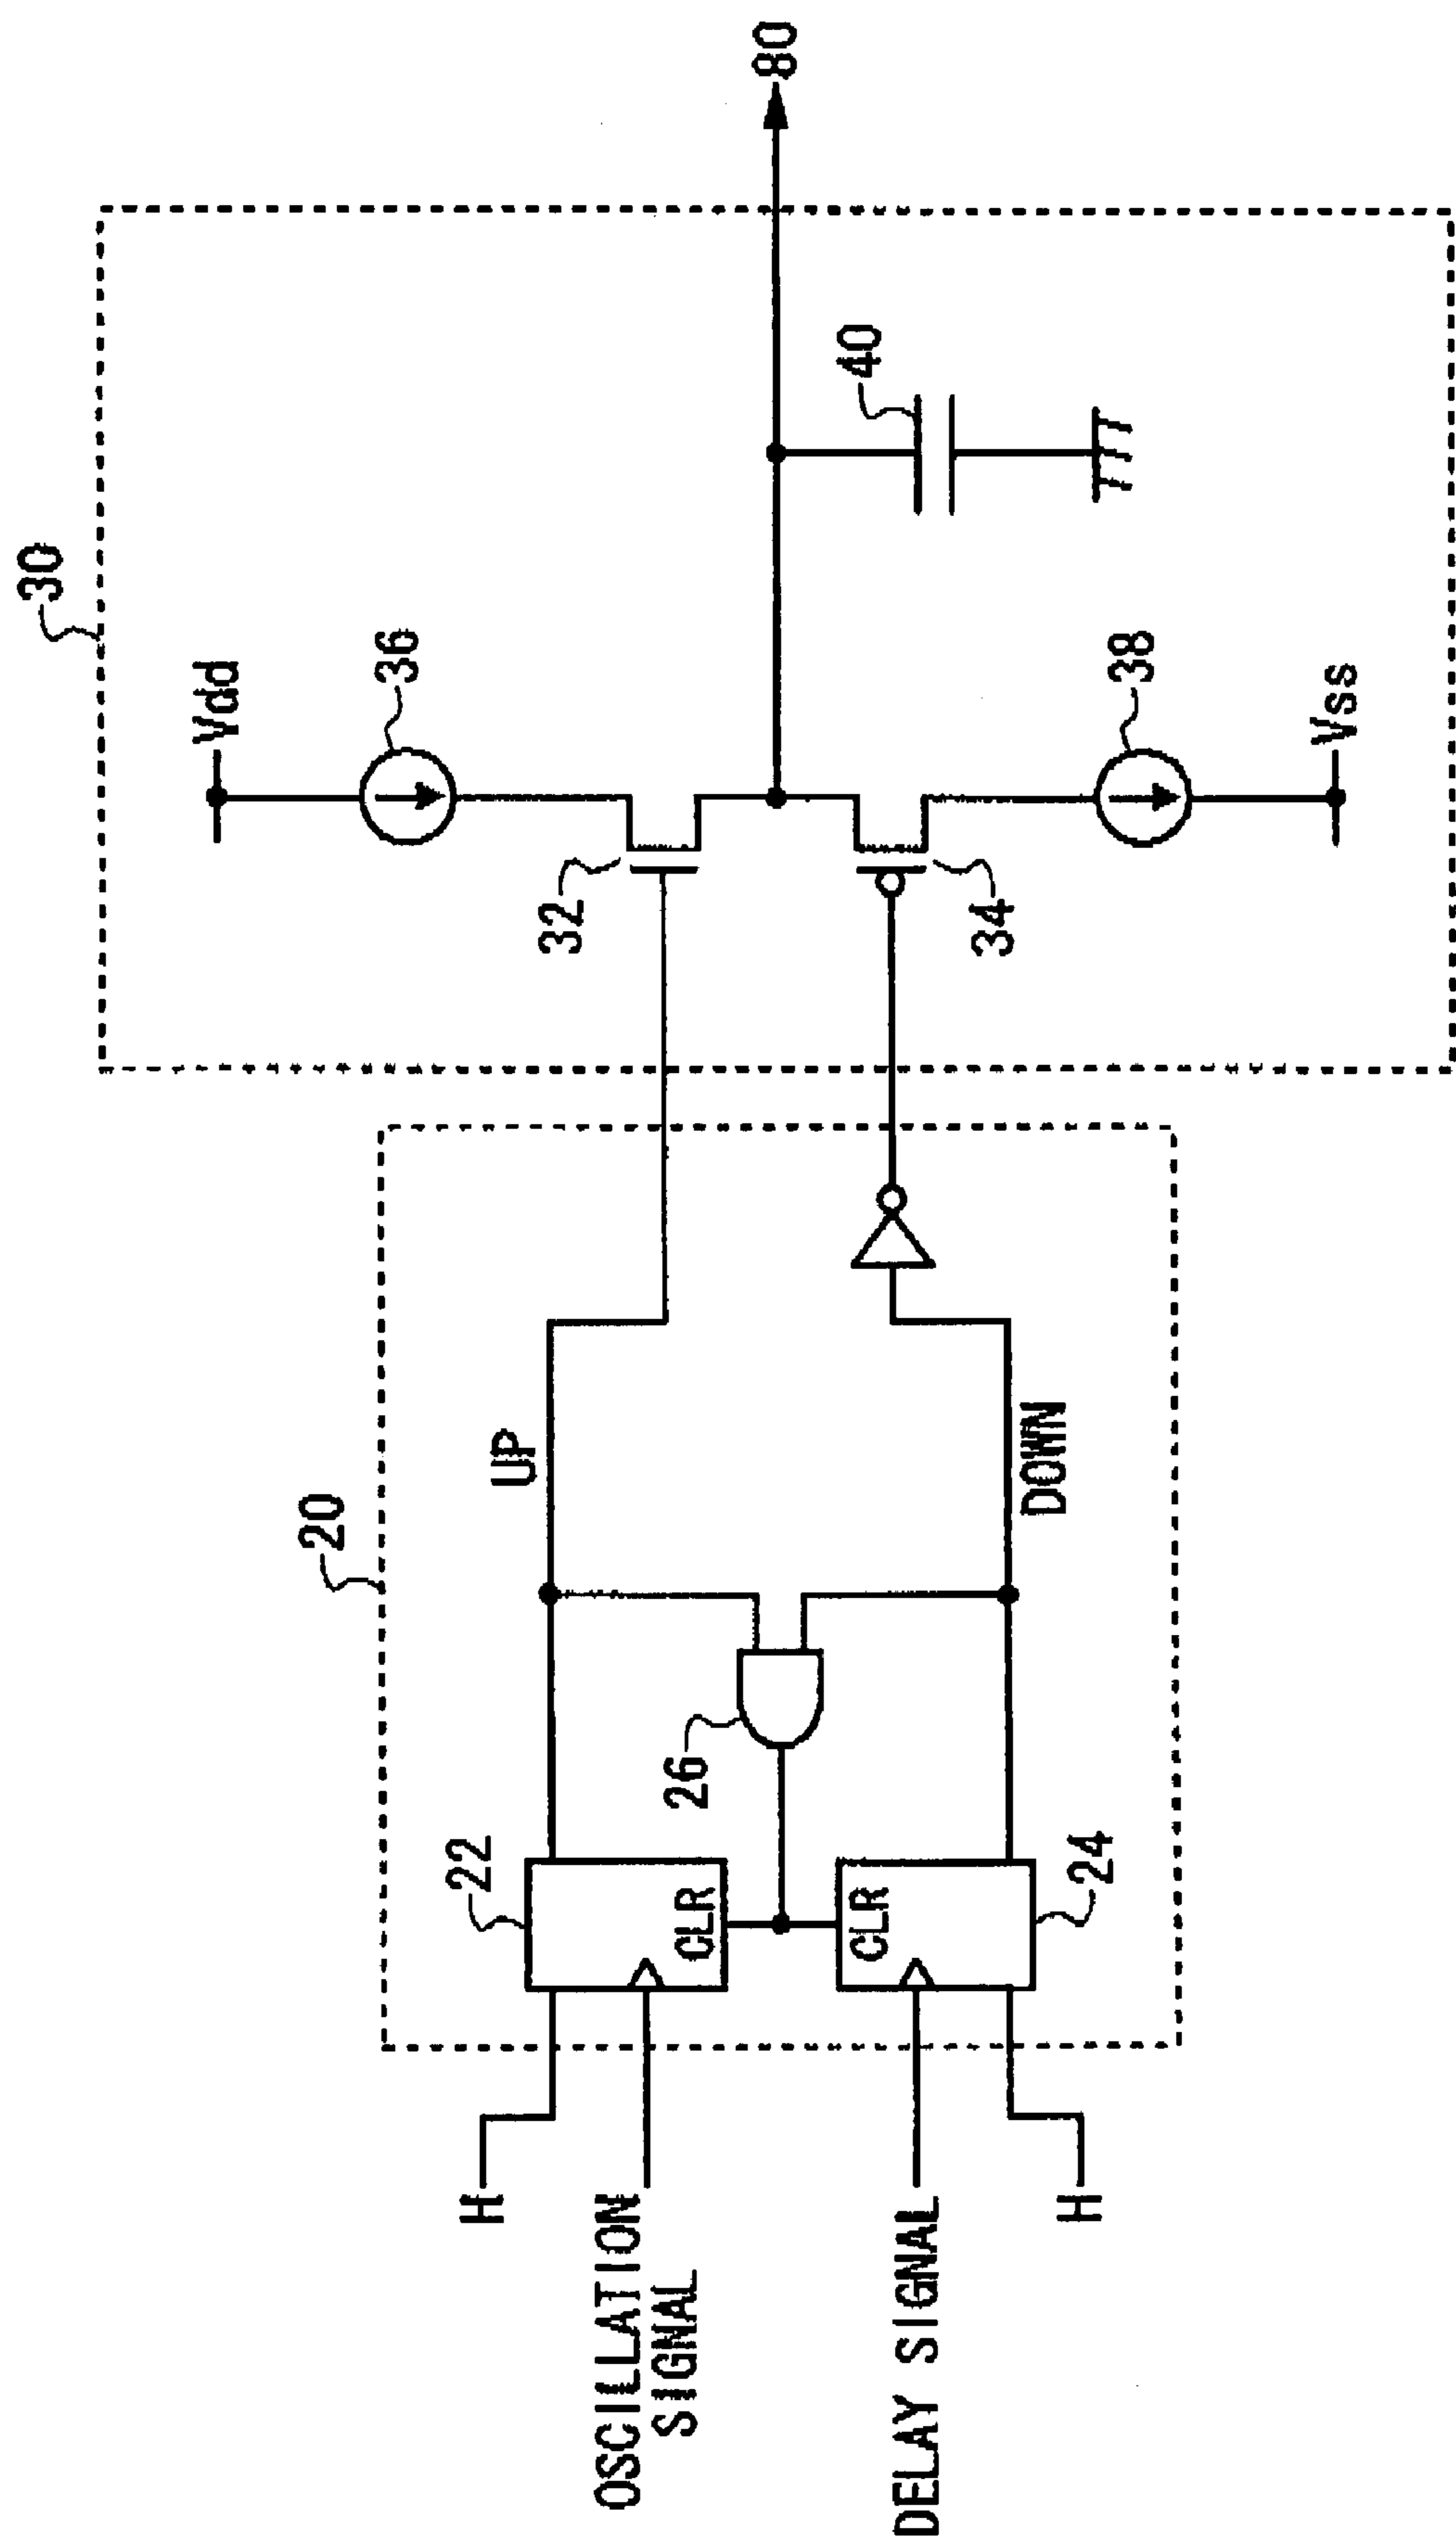 30
Vdd
20
36
22
H
UP
32
OSCILLATION
SIGNAL
26
CLR
80
40
CLR
DELAY SIGNAL
34
DOWN
H
24
38
Vss